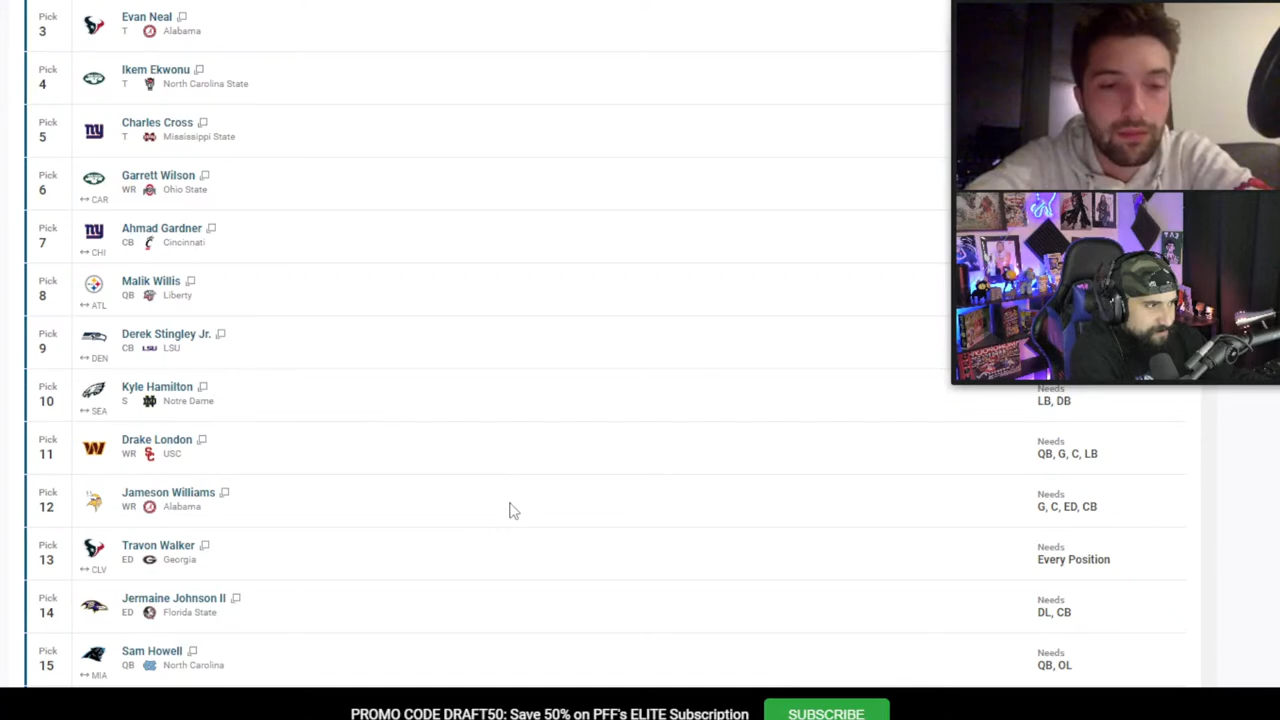 Pick
3
Evan Neal
T Alabama
Pick
4
Ikem Ekwonu
T North Carolina State
Pick
5
ny
Charles Cross
T Mississippi State
Pick
6
↔ CAR
Garrett Wilson
WR Ohio State
Pick
7
ny
↔ CHI
Ahmad Gardner
CB Cincinnati
Pick
8
↔ ATL
Malik Willis
QB Liberty
Pick
9
↔ DEN
Derek Stingley Jr.
CB LSU LSU
Pick
10
↔ SEA
Kyle Hamilton
S Notre Dame
Needs
LB, DB
Pick
11
W
Drake London
WR SC USC
Needs
QB, G, C, LB
Pick
12
Jameson Williams
WR Alabama
Needs
G, C, ED, CB
Pick
13
↔ CLV
Travon Walker
ED G Georgia
Needs
Every Position
Pick
14
Jermaine Johnson II
ED Florida State
Needs
DL, CB
Pick
15
↔ MIA
Sam Howell
QB North Carolina
Needs
QB, OL
PROMO CODE DRAFT50: Save 50% on PFF's ELITE Subscription
SUBSCRIBE